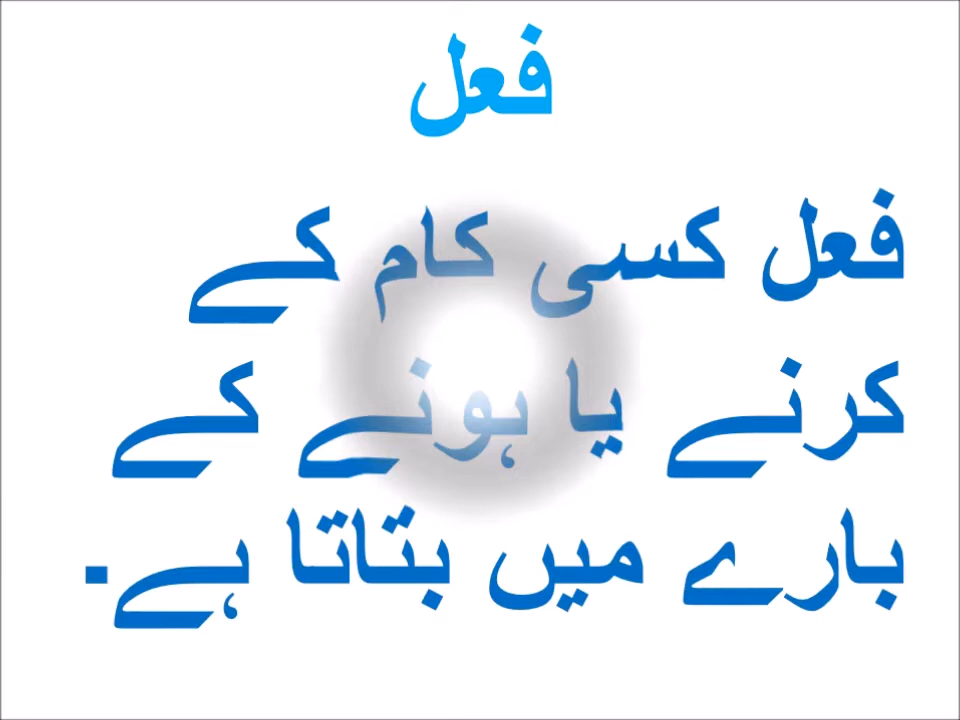 فعل
فعل کسی کام کے
کرنے یا ہونے کے
بارے میں بتاتا ہے.